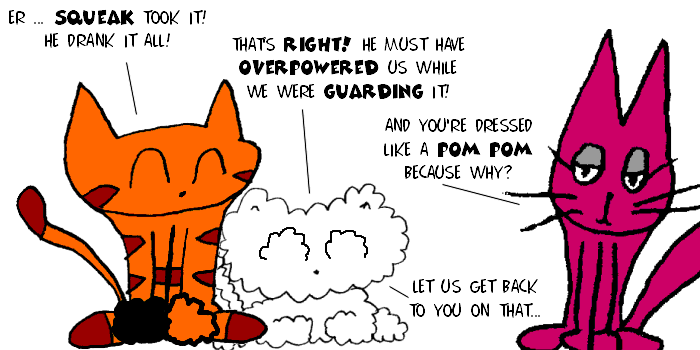 ER ... SQUEAK TOOK IT!
HE DRANK IT ALL!
THAT'S RIGHT! HE MUST HAVE
OVERPOWERED US WHILE
WE WERE GUARDING IT!
AND YOU'RE DRESSED
LIKE A POM POM
BECAUSE WHY?
LET US GET BACK
TO YOU ON THAT...